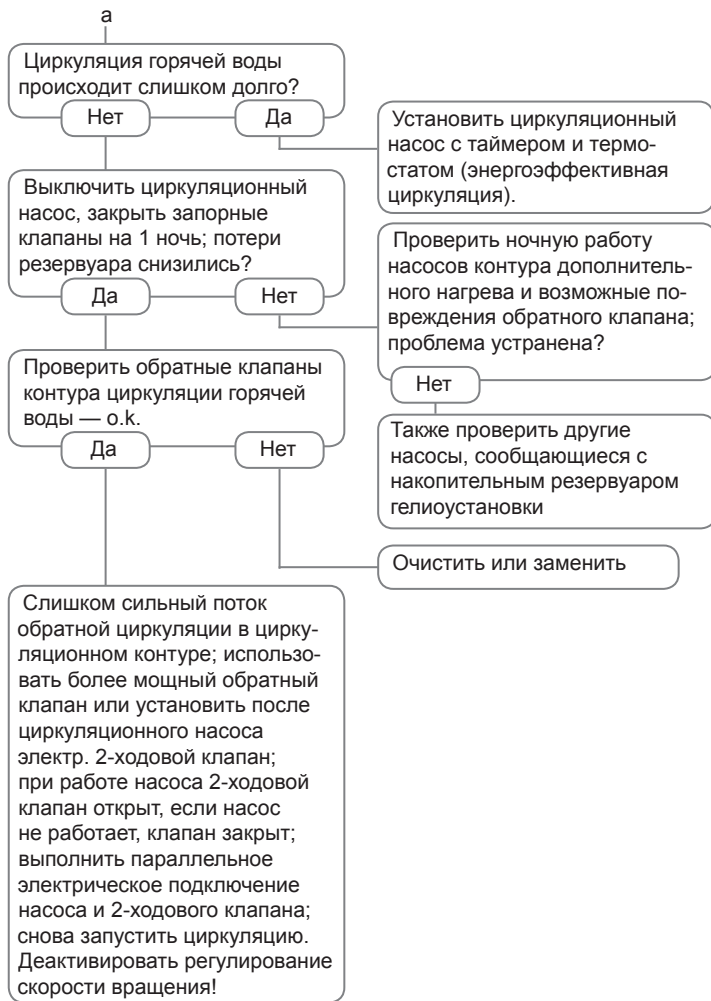 a
Циркуляция горячей воды
происходит слишком долго?
Нет
Да
Установить циркуляционный
насос с таймером и термо-
статом (энергоэффективная
циркуляция).
Выключить циркуляционный
насос, закрыть запорные
клапаны на 1 ночь; потери
резервуара снизились?
Да
Нет
Проверить ночную работу
насосов контура дополнитель-
ного нагрева и возможные по-
вреждения обратного клапана;
проблема устранена?
Нет
Также проверить другие
насосы, сообщающиеся с
накопительным резервуаром
гелиоустановки
Проверить обратные клапаны
контура циркуляции горячей
воды — o.k.
Да
Нет
Очистить или заменить
Слишком сильный поток
обратной циркуляции в цирку-
ляционном контуре; использо-
вать более мощный обратный
клапан или установить после
циркуляционного насоса
электр. 2-ходовой клапан;
при работе насоса 2-ходовой
клапан открыт, если насос
не работает, клапан закрыт;
выполнить параллельное
электрическое подключение
насоса и 2-ходового клапана;
снова запустить циркуляцию.
Деактивировать регулирование
скорости вращения!